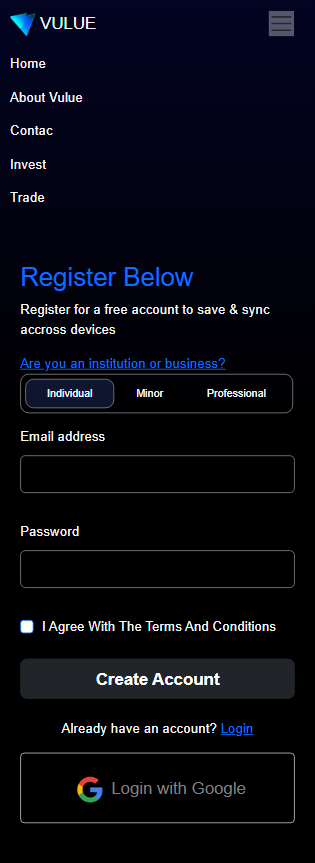 VULUE
Home
About Vulue
Contac
Invest
Trade
Register Below
Register for a free account to save & sync
accross devices
Are you an institution or business?
Individual Minor Professional
Email address
Password
I Agree With The Terms And Conditions
Create Account
Already have an account? Login
Login with Google